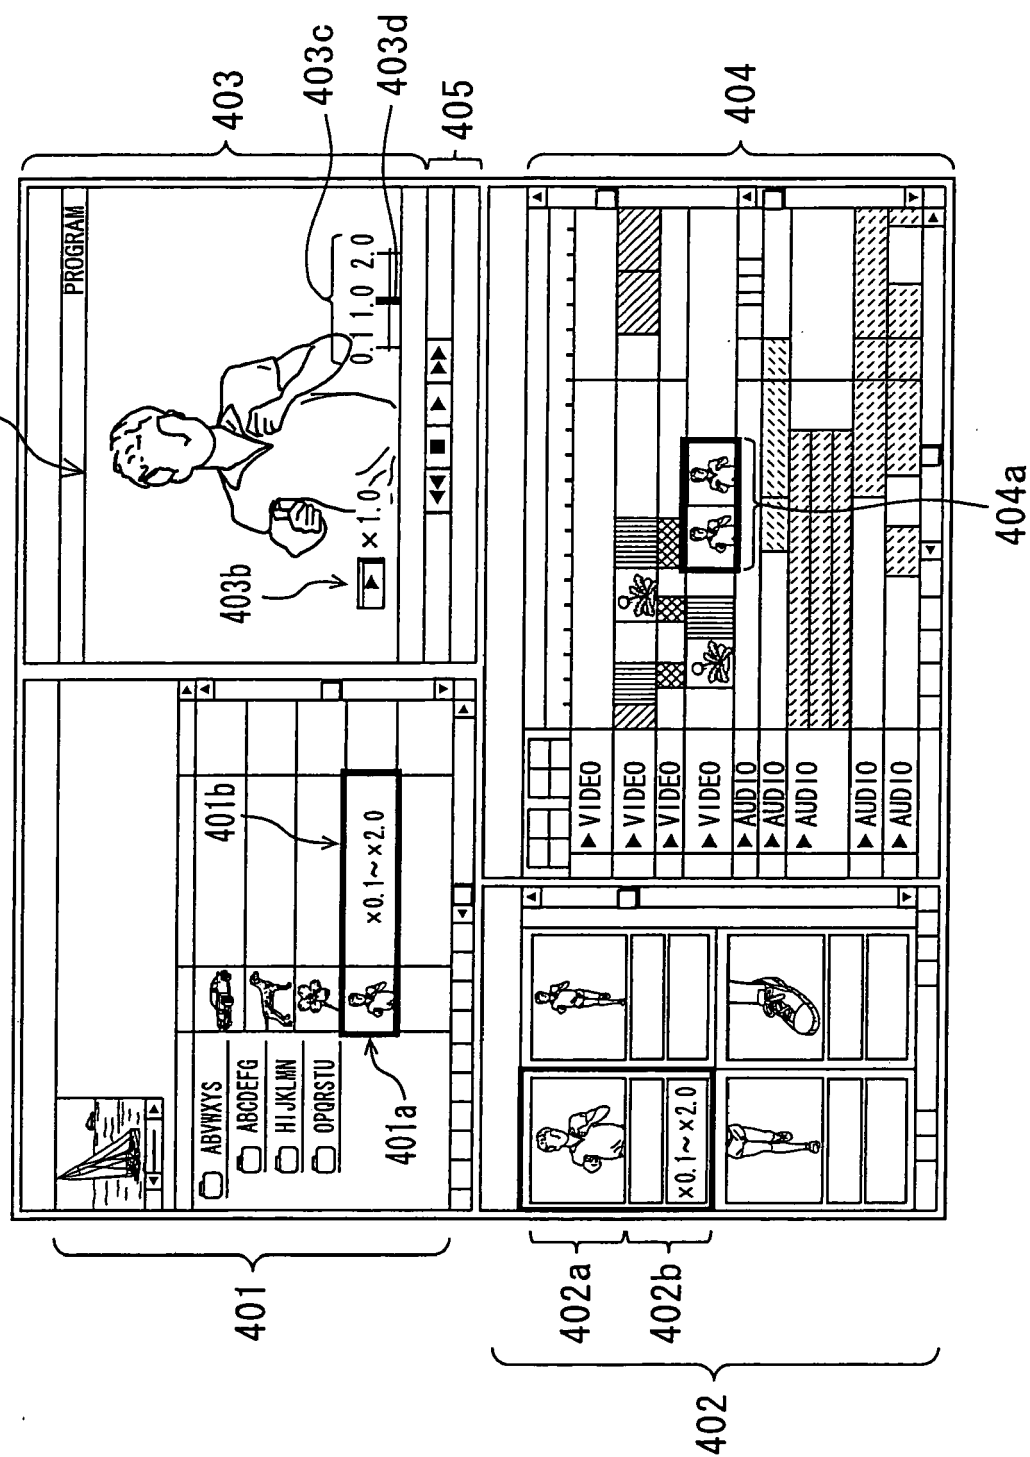 403
403c
403d
405
PROGRAM
0.1 1.0 2.0
403b
×1.0
401
401b
×0.1~×2.0
ABVWXYS
ABCDEFG
HIJKLMN
OPQRSTU
401a
404
VIDEO
VIDEO
VIDEO
VIDEO
AUDIO
AUDIO
AUDIO
AUDIO
AUDIO
404a
402a
402b
×0.1~×2.0
402